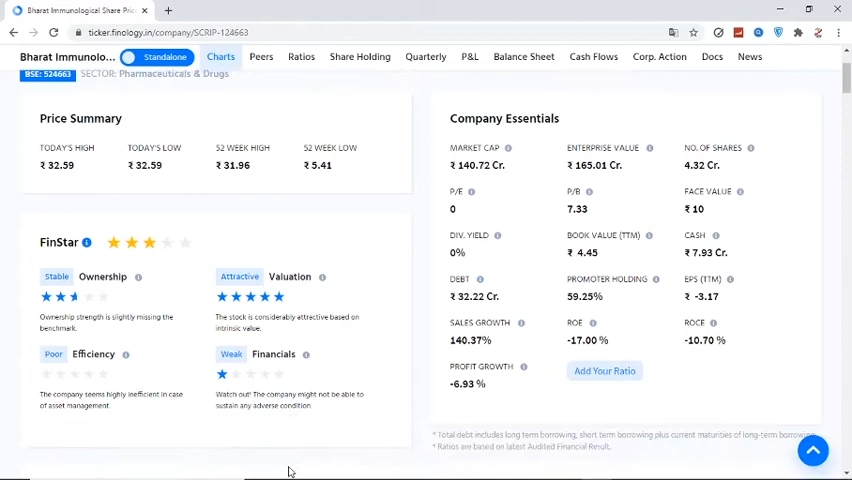 Bharat Immunological Share Pric
ticker.finology.in/company/SCRIP-124663
Bharat Immunolo... Standalone Charts Peers Ratios Share Holding Quarterly P&L Balance Sheet Cash Flows Corp. Action Docs News
BSE: 524663 SECTOR: Pharmaceuticals & Drugs
Price Summary
TODAY'S HIGH TODAY'S LOW 52 WEEK HIGH 52 WEEK LOW
₹ 32.59 ₹ 32.59 ₹ 31.96 ₹ 5.41
FinStar
Stable Ownership
Ownership strength is slightly missing the
benchmark.
Attractive Valuation
The stock is considerably attractive based on
intrinsic value.
Poor Efficiency
The company seems highly inefficient in case
of asset management.
Weak Financials
Watch out! The company might not be able to
sustain any adverse condition.
Company Essentials
MARKET CAP ENTERPRISE VALUE NO. OF SHARES
₹ 140.72 Cr. ₹ 165.01 Cr. 4.32 Cr.
P/E P/B FACE VALUE
0 7.33 ₹ 10
DIV. YIELD BOOK VALUE (TTM) CASH
0% ₹ 4.45 ₹ 7.93 Cr.
DEBT PROMOTER HOLDING EPS (TTM)
₹ 32.22 Cr. 59.25% ₹ -3.17
SALES GROWTH ROE ROCE
140.37% -17.00 % -10.70 %
PROFIT GROWTH
-6.93 %
Add Your Ratio
* Total debt includes long term borrowing, short term borrowing plus current maturities of long-term borrowing.
* Ratios are based on latest Audited Financial Result.